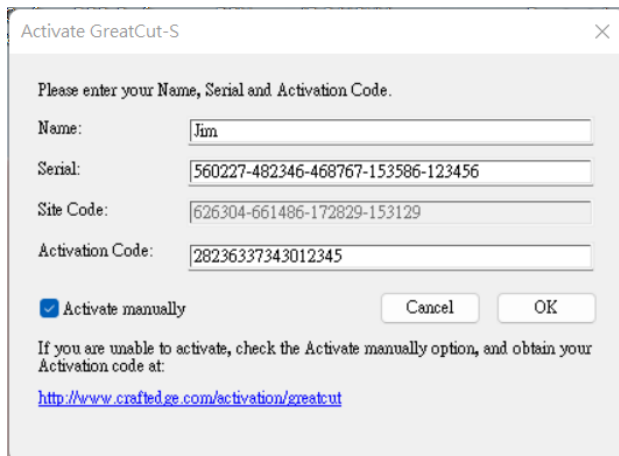 Activate GreatCut-S
Please enter your Name, Serial and Activation Code.
Name:
Jim
Serial:
560227-482346-468767-153586-123456
Site Code:
626304-661486-172829-153129
Activation Code:
28236337343012345
Activate manually
Cancel
OK
If you are unable to activate, check the Activate manually option, and obtain your
Activation code at:
http://www.craftedge.com/activation/greatcut